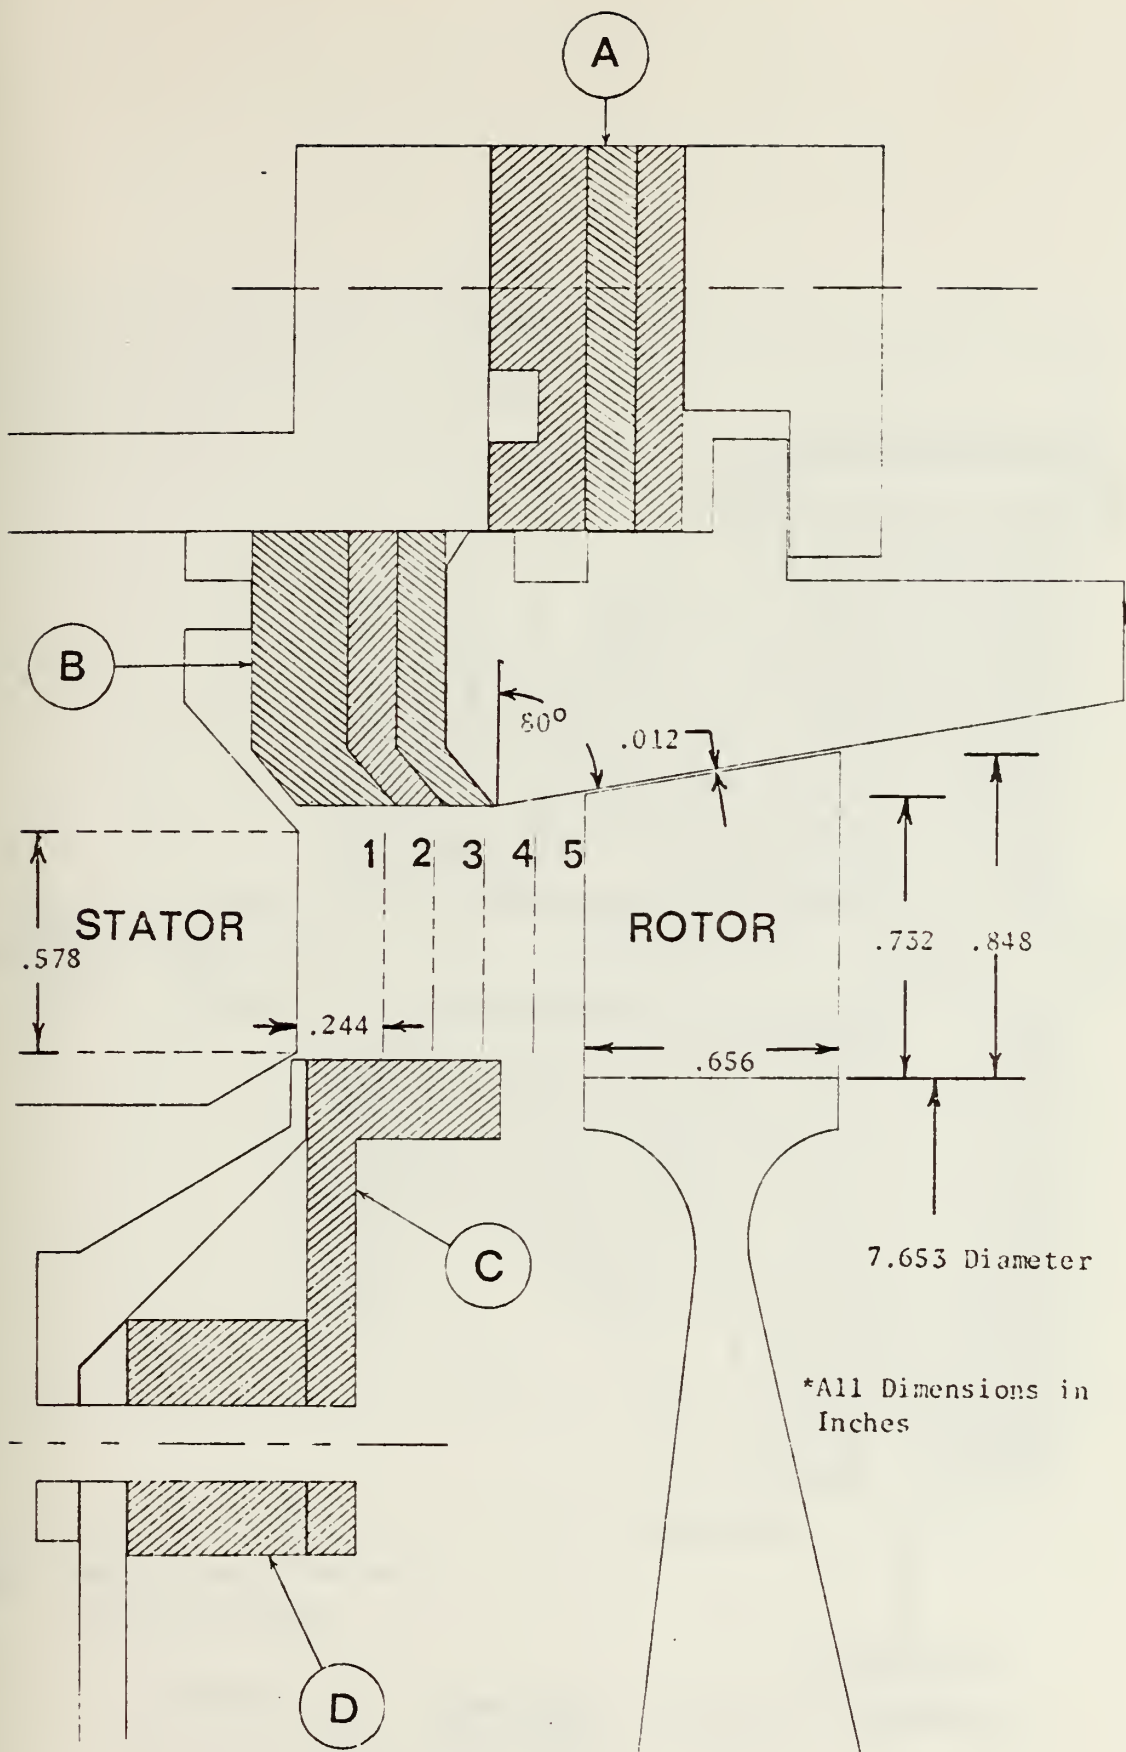 A
B
80°
.012
1 2 3 4 5
STATOR
ROTOR
.578
.732
.848
.244
.656
C
7.653 Diameter
*All Dimensions in
Inches
D